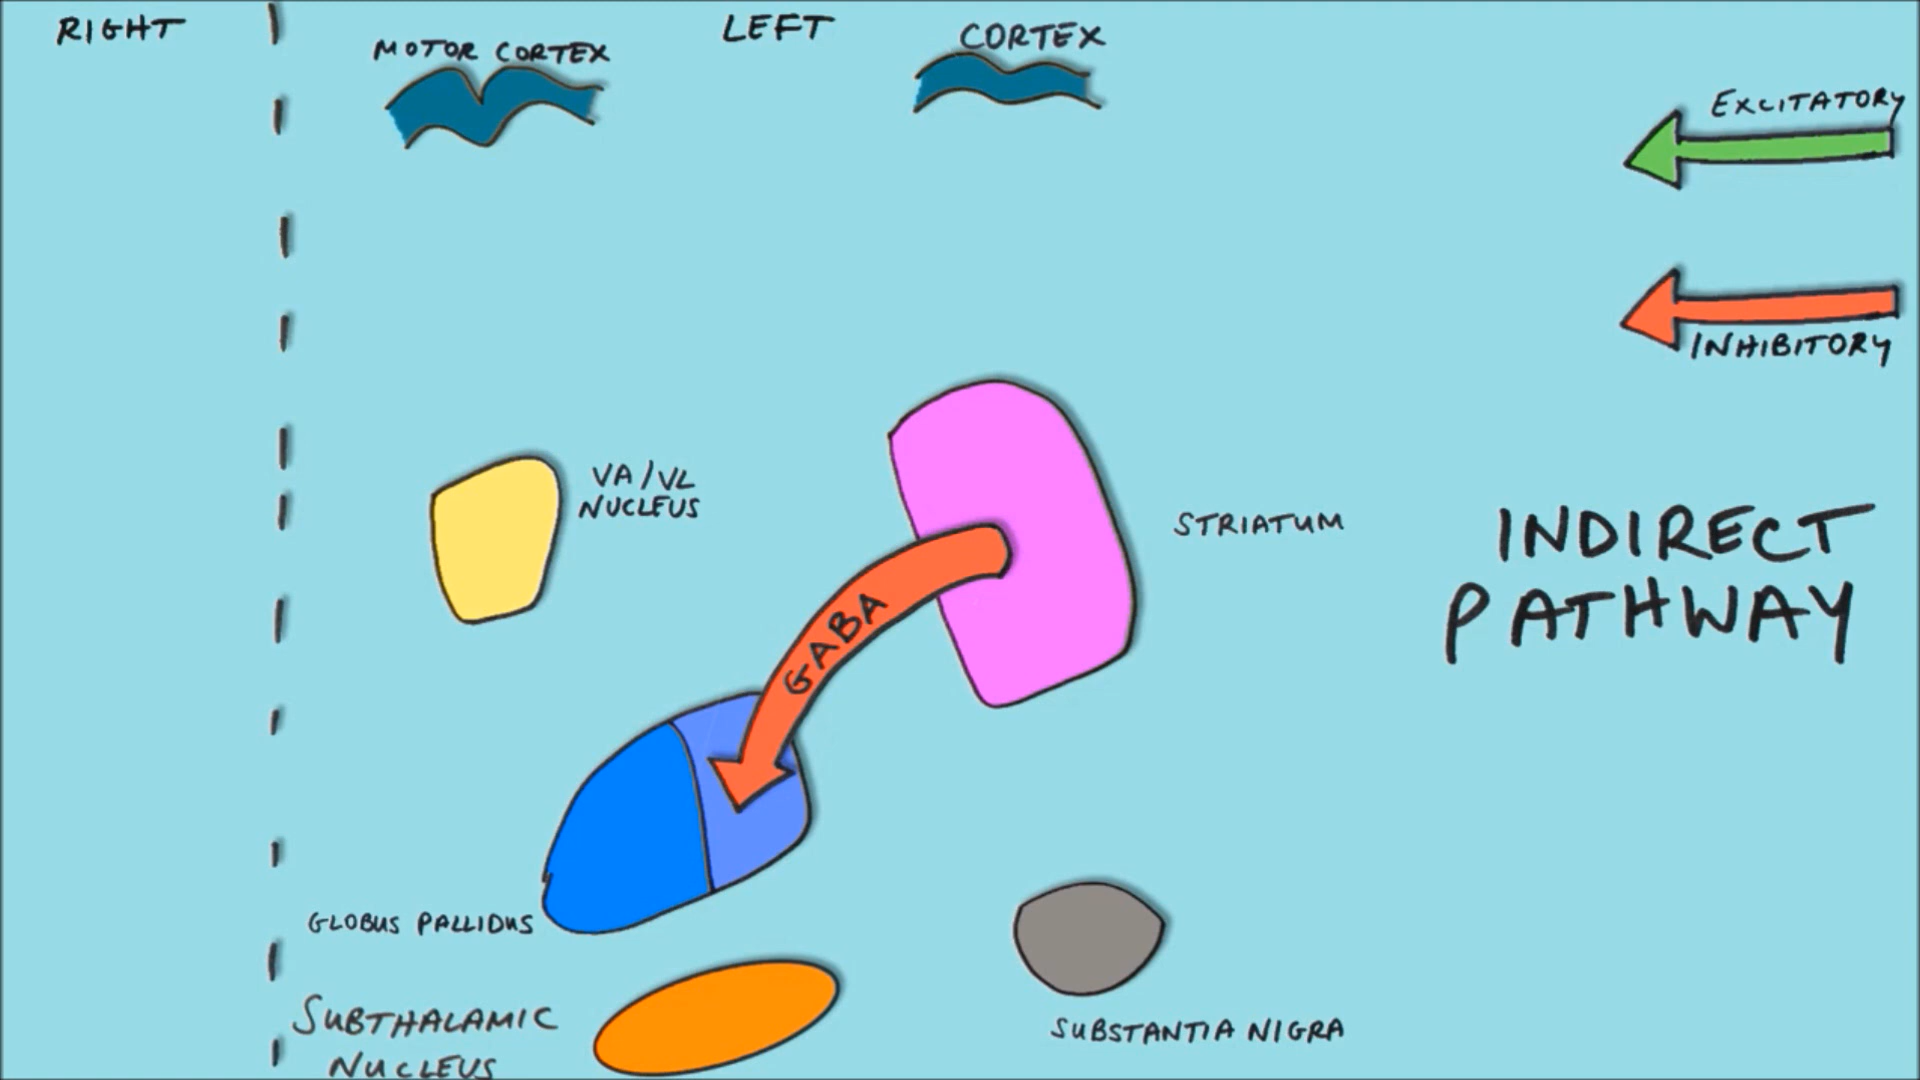 RIGHT
LEFT
MOTOR CORTEX
CORTEX
EXCITATORY
INHIBITORY
VA/VL
NUCLEUS
STRIATUM
INDIRECT
PATHWAY
GABA
GLOBUS PALLIDUS
SUBTHALAMIC
NUCLEUS
SUBSTANTIA NIGRA